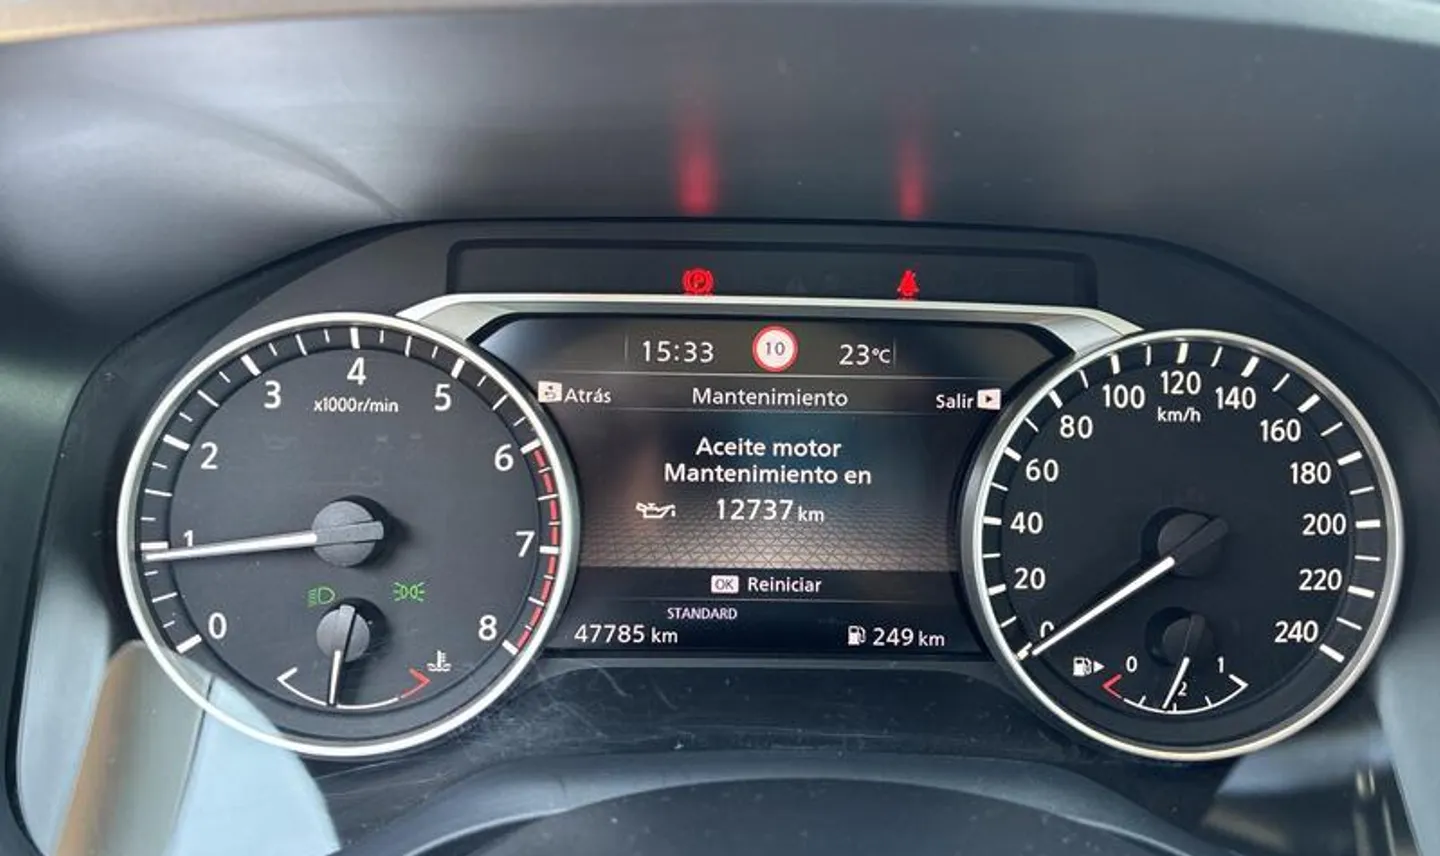 15:33 10 23°C
Atrás Mantenimiento Salir
Aceite motor
Mantenimiento en
12737 km
OK Reiniciar
STANDARD
47785 km 249 km
0 1 2 3 4 5 6 7 8
x1000r/min
0 20 40 60 80 100 120 140 160 180 200 220 240
km/h
0 1
2
P